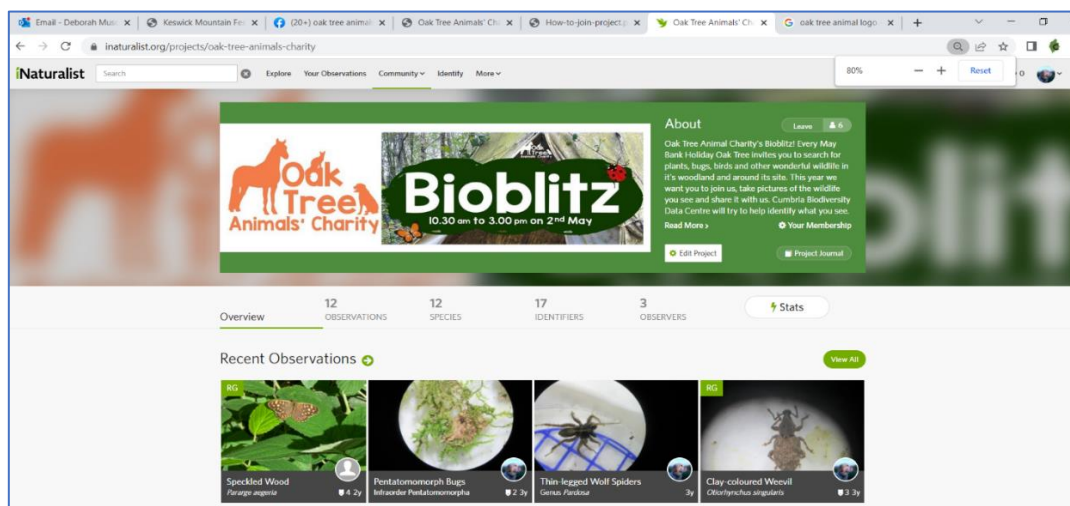 Email - Deborah Mus
Keswick Mountain Fes
(20+) oak tree animal
Oak Tree Animals' Cha
How-to-join-project.p
Oak Tree Animals' Ch
oak tree animal logo -
inaturalist.org/projects/oak-tree-animals-charity
iNaturalist
Search
Explore
Your Observations
Community
Identify
More
80%
Reset
0
Oak
Tree
Animals' Charity
Oak Tree
Bioblitz
10.30 am to 3.00 pm on 2nd May
About
Leave
6
Oak Tree Animal Charity's Bioblitz! Every May
Bank Holiday Oak Tree invites you to search for
plants, bugs, birds and other wonderful wildlife in
it's woodland and around its site. This year we
want you to join us, take pictures of the wildlife
you see and share it with us. Cumbria Biodiversity
Data Centre will try to help identify what you see.
Read More >
Your Membership
Edit Project
Project Journal
Overview
12
OBSERVATIONS
12
SPECIES
17
IDENTIFIERS
3
OBSERVERS
Stats
Recent Observations
View All
RG
Speckled Wood
Pararge aegeria
4 2y
Pentatomomorph Bugs
Infraorder Pentatomomorpha
2 3y
Thin-legged Wolf Spiders
Genus Pardosa
3y
RG
Clay-coloured Weevil
Otiorhynchus singularis
3 3y